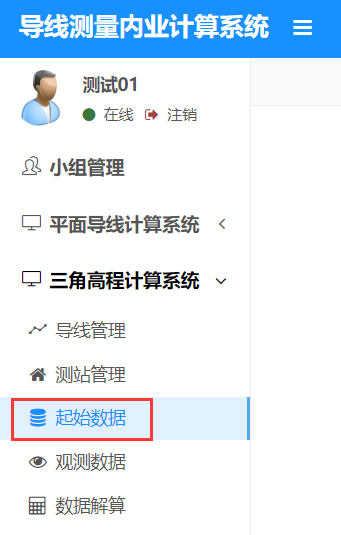 导线测量内业计算系统
测试01
在线 注销
小组管理
平面导线计算系统
三角高程计算系统
导线管理
测站管理
起始数据
观测数据
数据解算